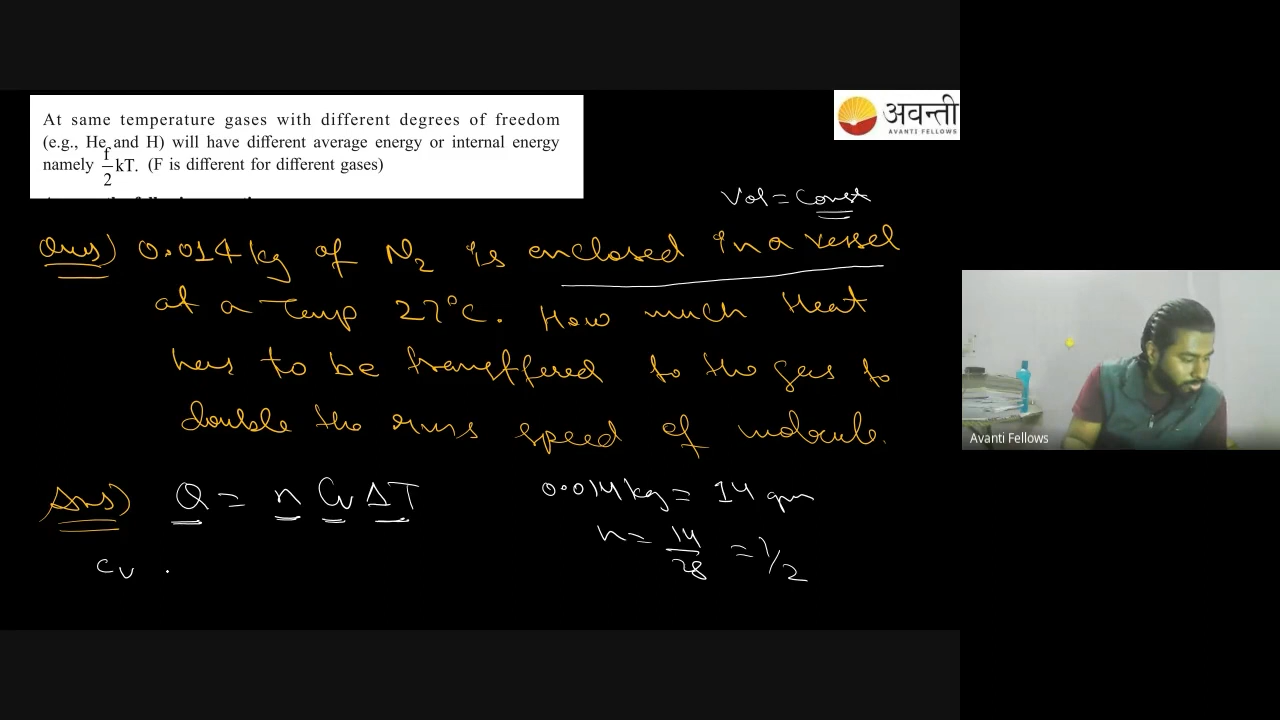 At same temperature gases with different degrees of freedom
(e.g., He and H) will have different average energy or internal energy
namely f/2 kT. (F is different for different gases)
अवन्ती
AVANTI FELLOWS
Vol = Const
Ques) 0.014 kg of N2 is enclosed in a vessel
at a Temp 27°C. How much Heat
has to be transffered to the gas to
double the rms speed of molecule.
Ans) Q = n Cv ΔT
0.014 kg = 14 gm
n = 14/28 = 1/2
Cv
Avanti Fellows